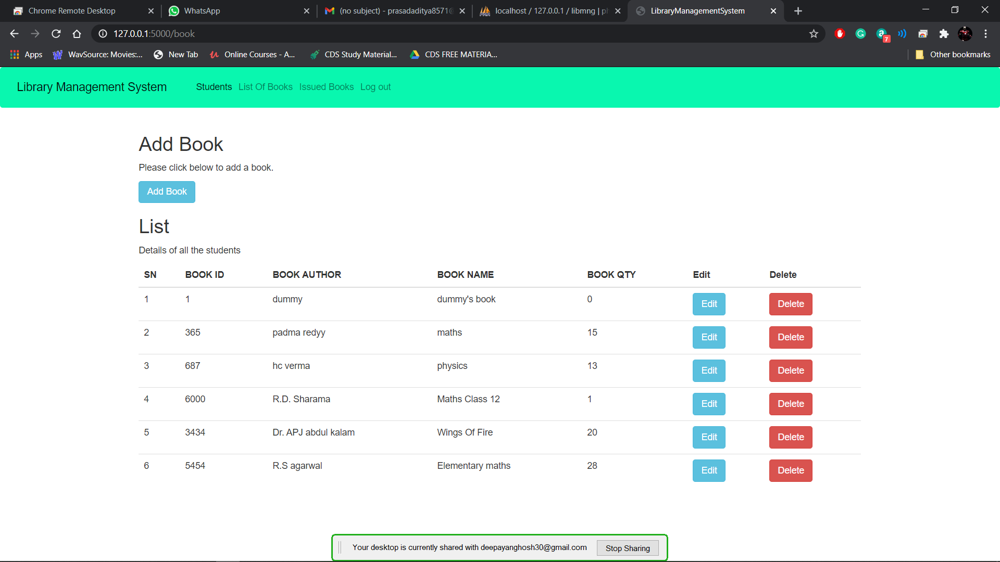 Chrome Remote Desktop
WhatsApp
(no subject) - prasadaditya8571@
localhost / 127.0.0.1 / libmng | ph
LibraryManagementSystem
127.0.0.1:5000/book
7
Apps
WavSource: Movies:...
New Tab
Online Courses - A...
CDS Study Material...
CDS FREE MATERIA...
Other bookmarks
Library Management System
Students List Of Books Issued Books Log out
Add Book
Please click below to add a book.
Add Book
List
Details of all the students
SN BOOK ID BOOK AUTHOR BOOK NAME BOOK QTY Edit Delete
1 1 dummy dummy's book 0 Edit Delete
2 365 padma redyy maths 15 Edit Delete
3 687 hc verma physics 13 Edit Delete
4 6000 R.D. Sharama Maths Class 12 1 Edit Delete
5 3434 Dr. APJ abdul kalam Wings Of Fire 20 Edit Delete
6 5454 R.S agarwal Elementary maths 28 Edit Delete
Your desktop is currently shared with deepayanghosh30@gmail.com Stop Sharing